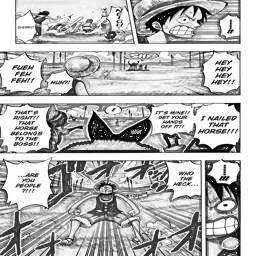 HEY
HEY
HEY
HEY!!
HUH?!
FUEH
FEH
FEH!!
I NAILED
THAT
HORSE!!!
IT'S MINE!!
GET YOUR
HANDS
OFF IT!!
THAT'S
RIGHT!!
THAT
HORSE
BELONGS
TO THE
BOSS!!
WHO
THE
HECK...
...ARE
YOU
PEOPLE
?!!!